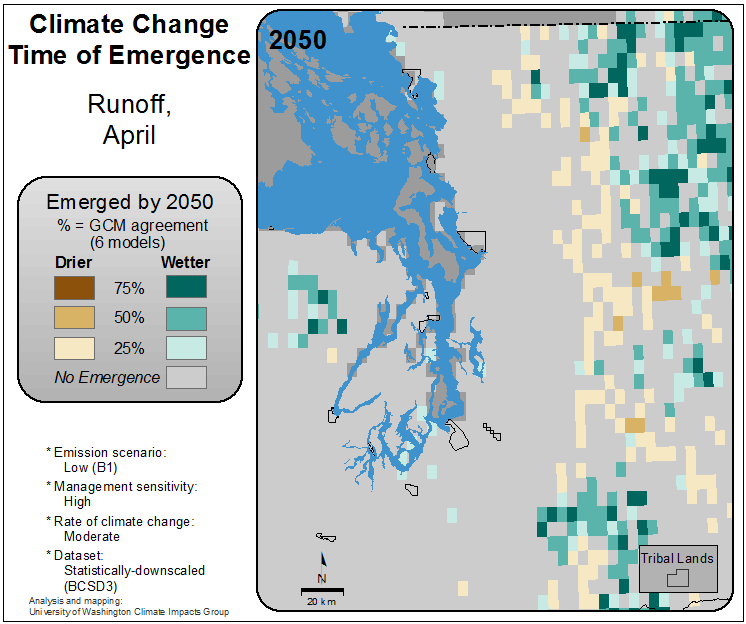 Climate Change
Time of Emergence
Runoff,
April
Emerged by 2050
% = GCM agreement
(6 models)
Drier Wetter
75%
50%
25%
No Emergence
* Emission scenario:
Low (B1)
* Management sensitivity:
High
* Rate of climate change:
Moderate
* Dataset:
Statistically-downscaled
(BCSD3)
Analysis and mapping:
University of Washington Climate Impacts Group
2050
N
20 km
Tribal Lands